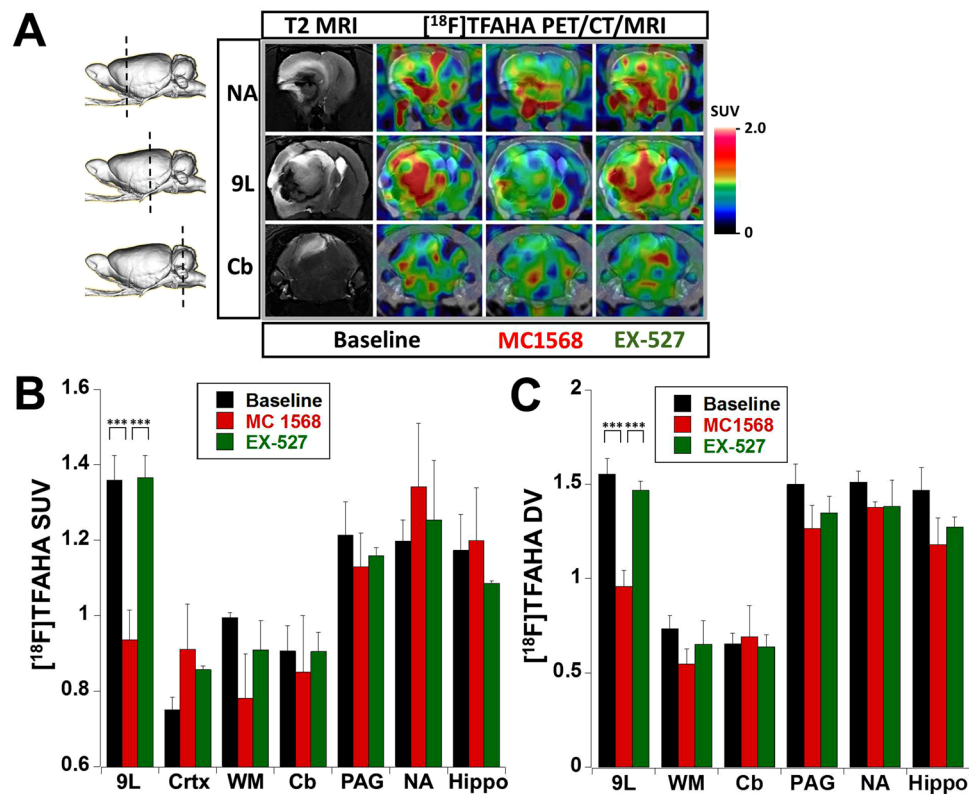 A
T2 MRI [¹⁸F]TFAHA PET/CT/MRI
NA
9L
Cb
SUV
2.0
0
Baseline MC1568 EX-527
B
1.6
1.4
1.2
1
0.8
0.6
[¹⁸F]TFAHA SUV
Baseline
MC 1568
EX-527
*** ***
9L Crtx WM Cb PAG NA Hippo
C
2
1.5
1
0.5
0
[¹⁸F]TFAHA DV
Baseline
MC1568
EX-527
*** ***
9L WM Cb PAG NA Hippo